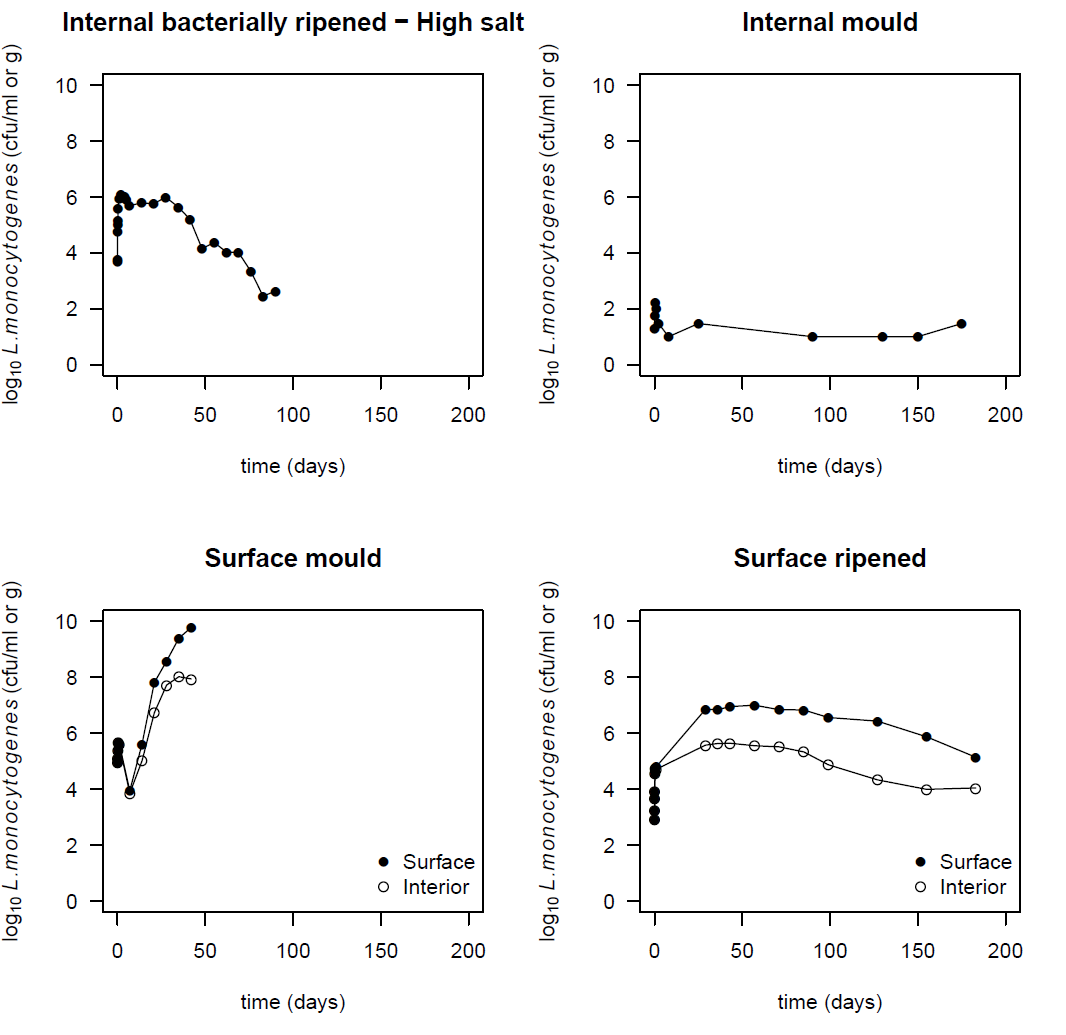 Internal bacterially ripened − High salt
log10 L.monocytogenes (cfu/ml or g)
10
8
6
4
2
0
0 50 100 150 200
time (days)
Internal mould
log10 L.monocytogenes (cfu/ml or g)
10
8
6
4
2
0
0 50 100 150 200
time (days)
Surface mould
log10 L.monocytogenes (cfu/ml or g)
10
8
6
4
2
0
Surface
Interior
0 50 100 150 200
time (days)
Surface ripened
log10 L.monocytogenes (cfu/ml or g)
10
8
6
4
2
0
Surface
Interior
0 50 100 150 200
time (days)